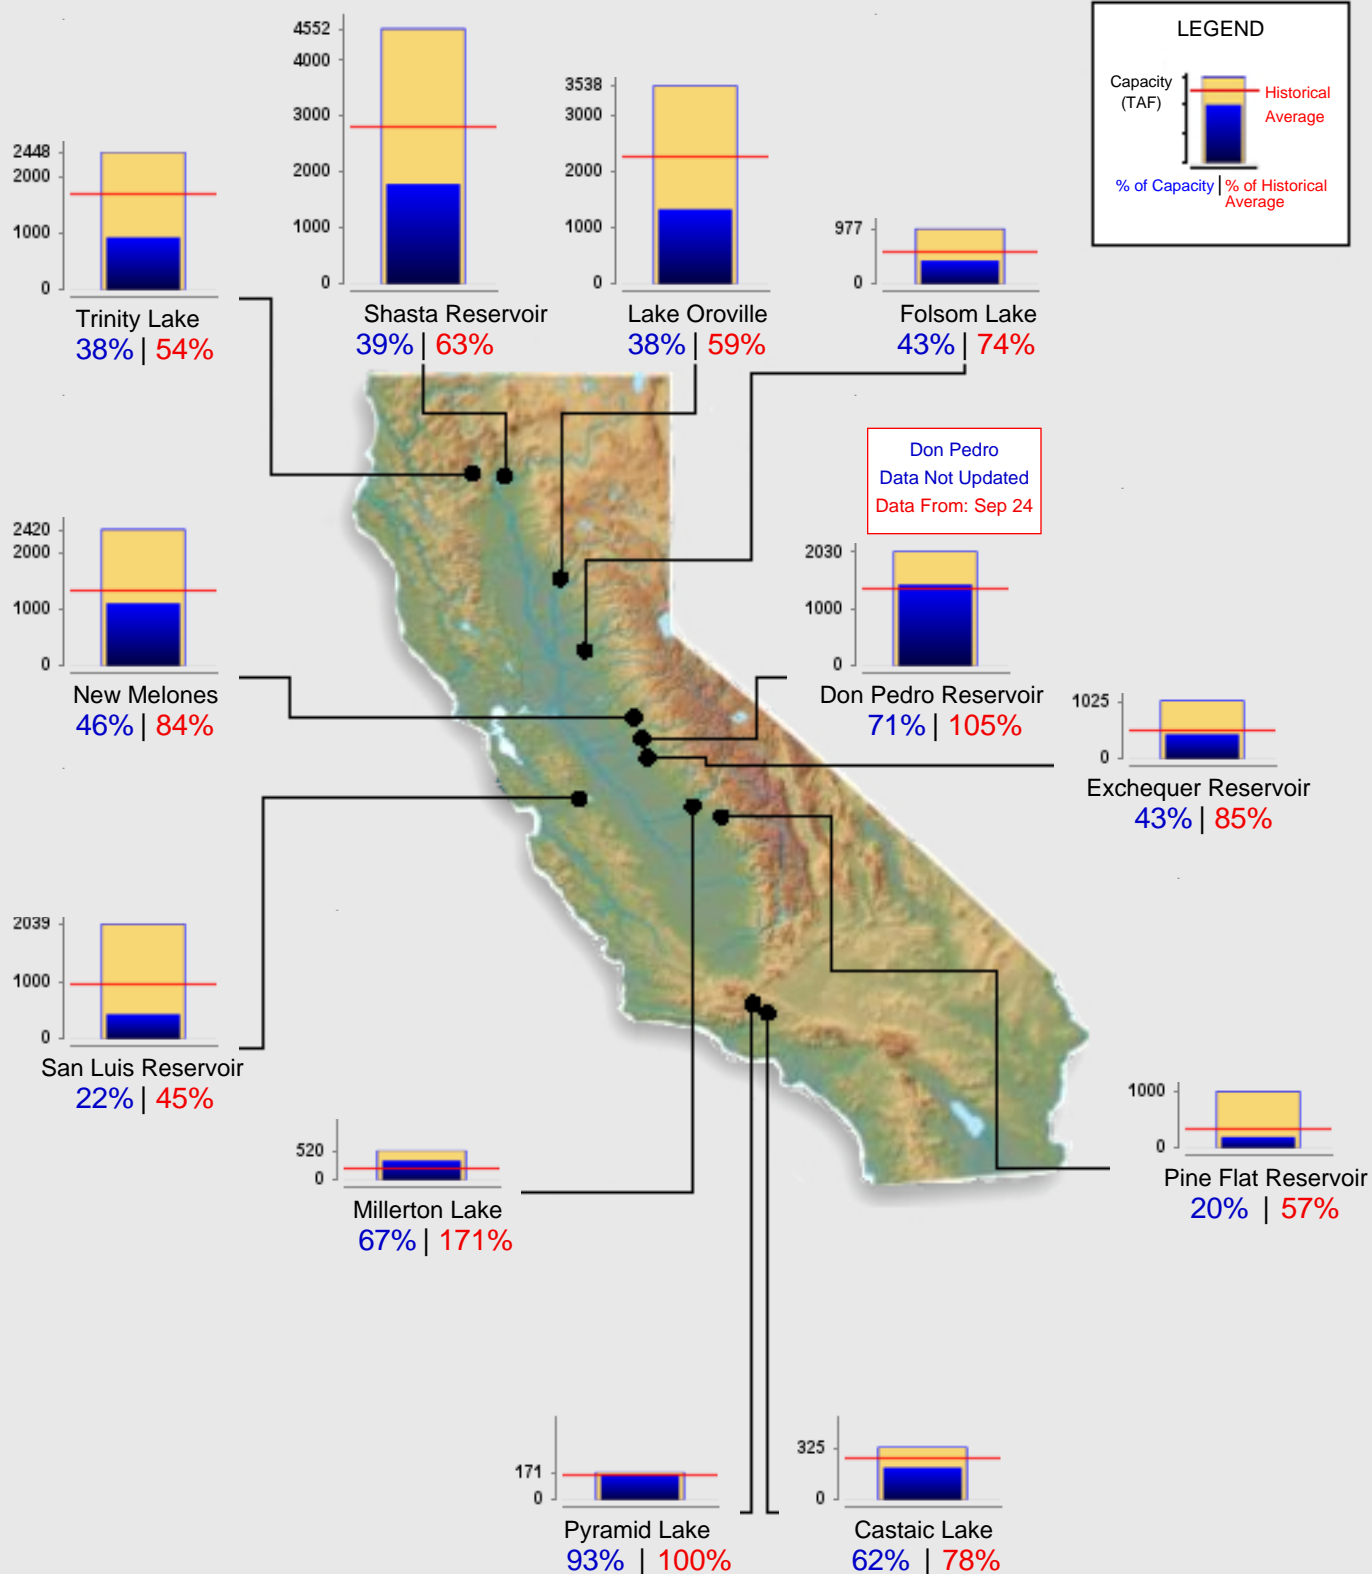 LEGEND
Capacity
(TAF)
Historical
Average
% of Capacity | % of Historical
Average
4552
4000
3000
2000
1000
0
Shasta Reservoir
39% | 63%
3538
3000
2000
1000
0
Lake Oroville
38% | 59%
2448
2000
1000
0
Trinity Lake
38% | 54%
977
0
Folsom Lake
43% | 74%
Don Pedro
Data Not Updated
Data From: Sep 24
2030
1000
0
Don Pedro Reservoir
71% | 105%
2420
2000
1000
0
New Melones
46% | 84%
1025
0
Exchequer Reservoir
43% | 85%
2039
1000
0
San Luis Reservoir
22% | 45%
520
0
Millerton Lake
67% | 171%
1000
0
Pine Flat Reservoir
20% | 57%
171
0
Pyramid Lake
93% | 100%
325
0
Castaic Lake
62% | 78%